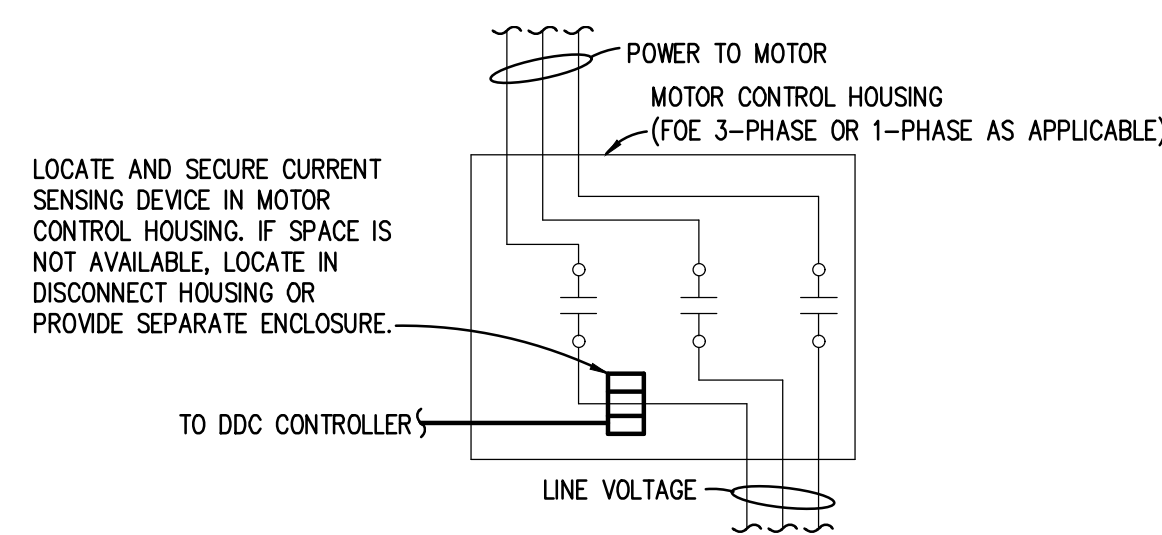 POWER TO MOTOR
MOTOR CONTROL HOUSING
(FOE 3-PHASE OR 1-PHASE AS APPLICABLE)
LOCATE AND SECURE CURRENT
SENSING DEVICE IN MOTOR
CONTROL HOUSING. IF SPACE IS
NOT AVAILABLE, LOCATE IN
DISCONNECT HOUSING OR
PROVIDE SEPARATE ENCLOSURE.
TO DDC CONTROLLER
LINE VOLTAGE